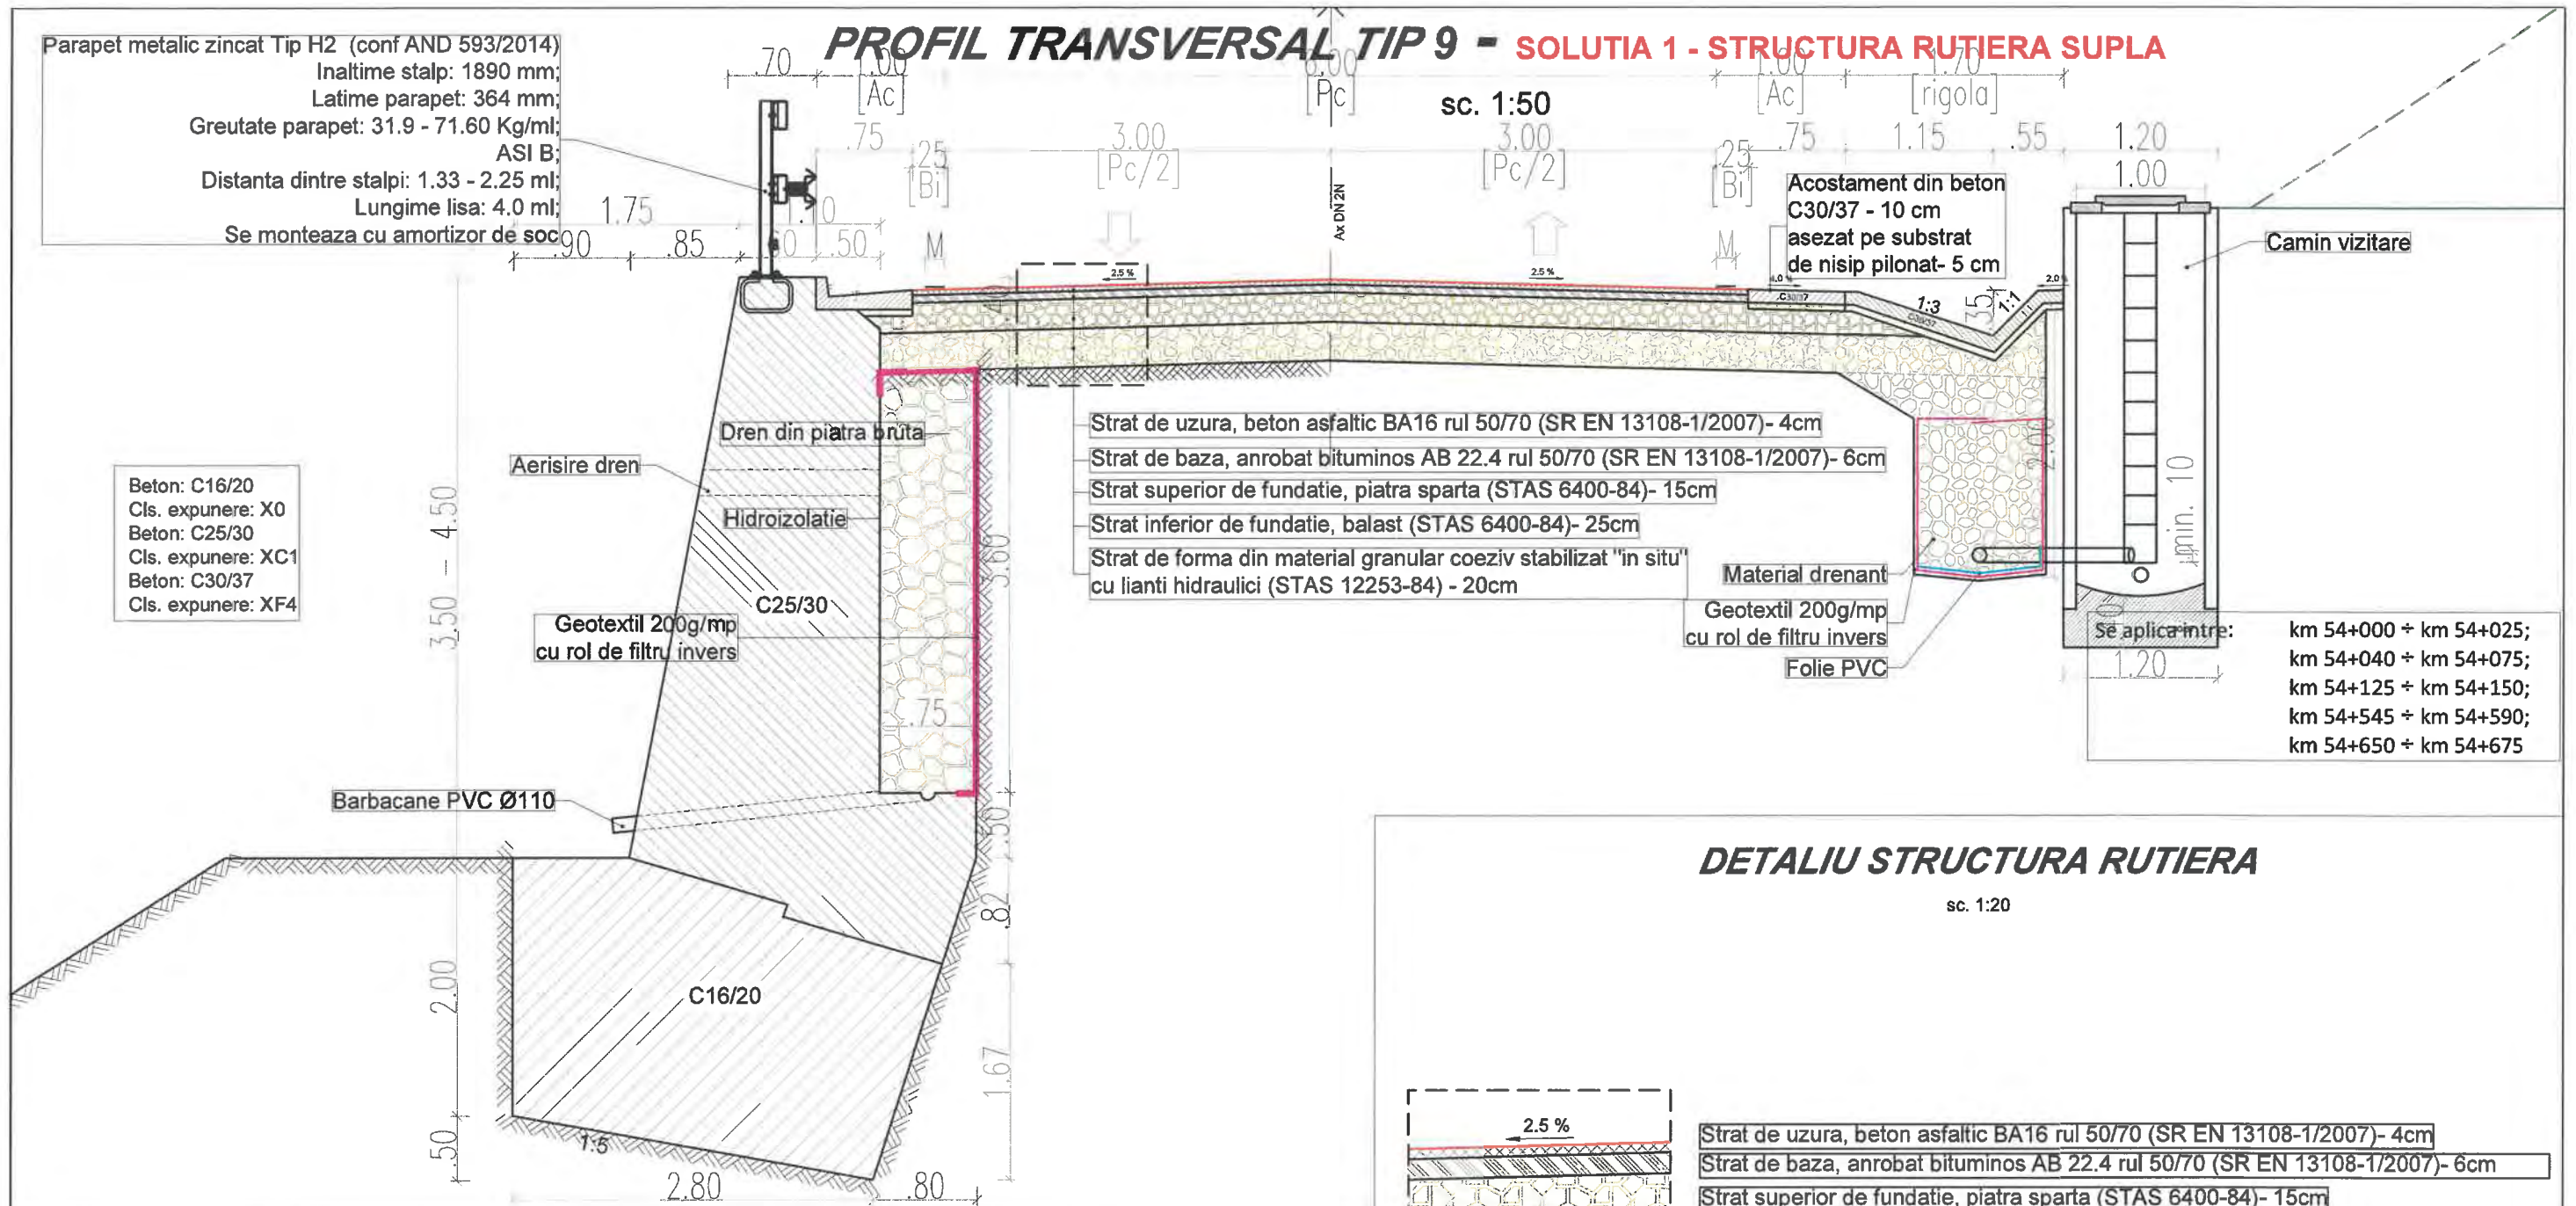 PROFIL TRANSVERSAL TIP 9 - SOLUTIA 1 - STRUCTURA RUTIERA SUPLA
sc. 1:50
Parapet metalic zincat Tip H2 (conf AND 593/2014)
Inaltime stalp: 1890 mm;
Latime parapet: 364 mm;
Greutate parapet: 31.9 - 71.60 Kg/ml;
ASI B;
Distanta dintre stalpi: 1.33 - 2.25 ml;
Lungime lisa: 4.0 ml;
Se monteaza cu amortizor de soc
.70
1.00
[Ac]
[Pc]
1.00
[Ac]
1.70
[rigola]
.75
.25
[Bi]
3.00
[Pc/2]
3.00
[Pc/2]
.25
[Bi]
.75
1.15
.55
1.20
1.00
1.75
.90
.85
.60
.50
M
M
Ax DN 2N
2.5 %
2.5 %
Acostament din beton
C30/37 - 10 cm
asezat pe substrat
de nisip pilonat- 5 cm
4.0 %
2.0 %
C30/37
1:3
C30/37
.35
1:1
Camin vizitare
Dren din piatra bruta
Aerisire dren
Hidroizolatie
Strat de uzura, beton asfaltic BA16 rul 50/70 (SR EN 13108-1/2007)- 4cm
Strat de baza, anrobat bituminos AB 22.4 rul 50/70 (SR EN 13108-1/2007)- 6cm
Strat superior de fundatie, piatra sparta (STAS 6400-84)- 15cm
Strat inferior de fundatie, balast (STAS 6400-84)- 25cm
Strat de forma din material granular coeziv stabilizat "in situ"
cu lianti hidraulici (STAS 12253-84) - 20cm
Beton: C16/20
Cls. expunere: X0
Beton: C25/30
Cls. expunere: XC1
Beton: C30/37
Cls. expunere: XF4
3.50 - 4.50
C25/30
Geotextil 200g/mp
cu rol de filtru invers
3.60
.75
2.00
min. 10
Material drenant
Geotextil 200g/mp
cu rol de filtru invers
Folie PVC
1.20
Se aplica intre:
km 54+000 ÷ km 54+025;
km 54+040 ÷ km 54+075;
km 54+125 ÷ km 54+150;
km 54+545 ÷ km 54+590;
km 54+650 ÷ km 54+675
Barbacane PVC Ø110
.50
.82
C16/20
2.00
1.67
.50
1:5
2.80
.80
DETALIU STRUCTURA RUTIERA
sc. 1:20
2.5 %
Strat de uzura, beton asfaltic BA16 rul 50/70 (SR EN 13108-1/2007)- 4cm
Strat de baza, anrobat bituminos AB 22.4 rul 50/70 (SR EN 13108-1/2007)- 6cm
Strat superior de fundatie, piatra sparta (STAS 6400-84)- 15cm